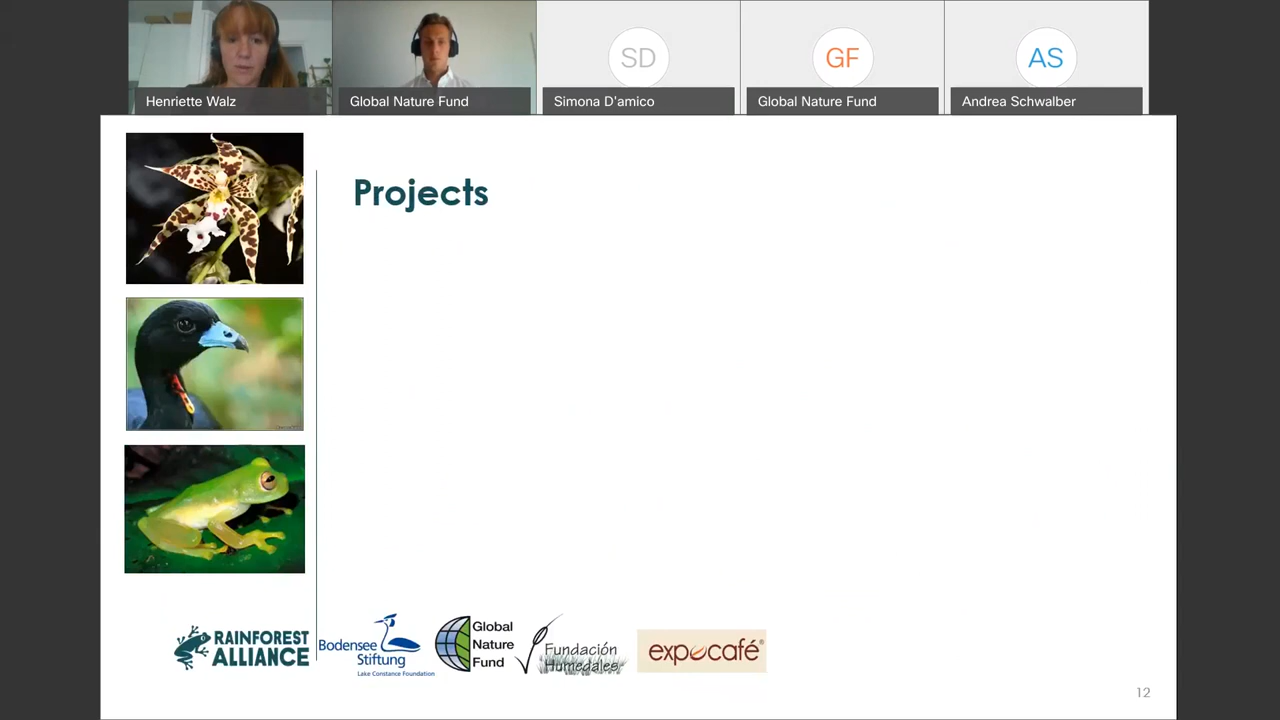 SD
GF
AS
Henriette Walz
Global Nature Fund
Simona D'amico
Global Nature Fund
Andrea Schwalber
Projects
RAINFOREST
ALLIANCE
Bodensee
Stiftung
Lake Constance Foundation
Global
Nature
Fund
Fundación
Humedales
expocafé®
12